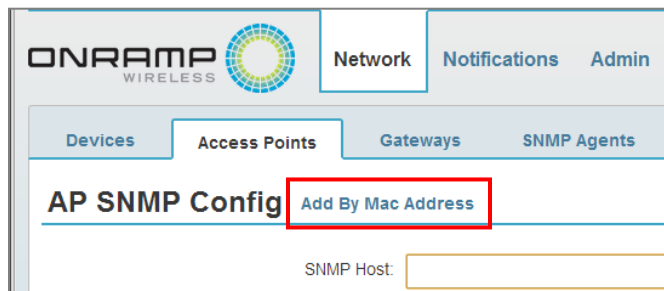 ONRAMP
WIRELESS
Network Notifications Admin
Devices Access Points Gateways SNMP Agents
AP SNMP Config Add By Mac Address
SNMP Host: